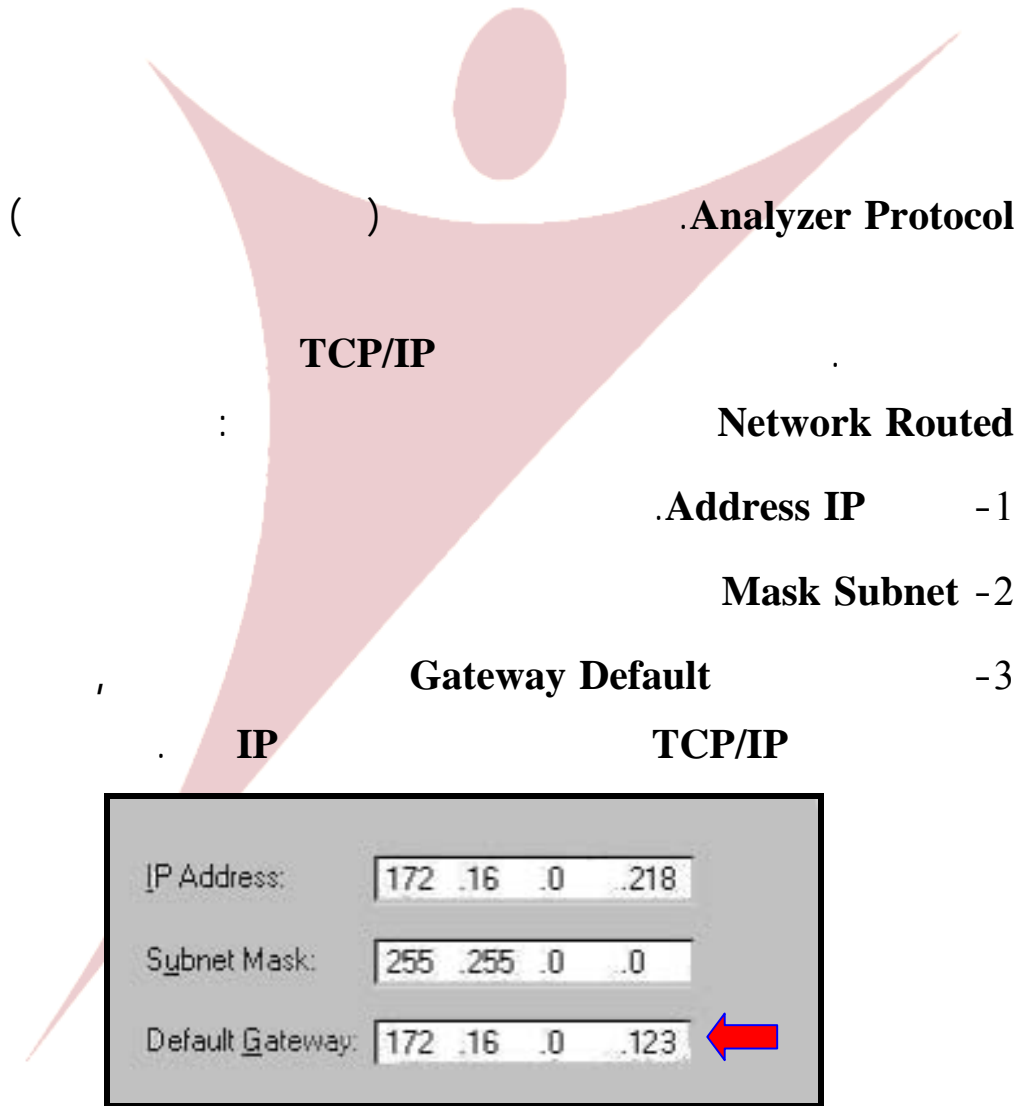 .Analyzer Protocol ) (
. TCP/IP
Network Routed :
-1 .Address IP
-2 Mask Subnet
-3 Gateway Default ,
TCP/IP IP .
IP Address: 172 .16 .0 .218
Subnet Mask: 255 .255 .0 .0
Default Gateway: 172 .16 .0 .123